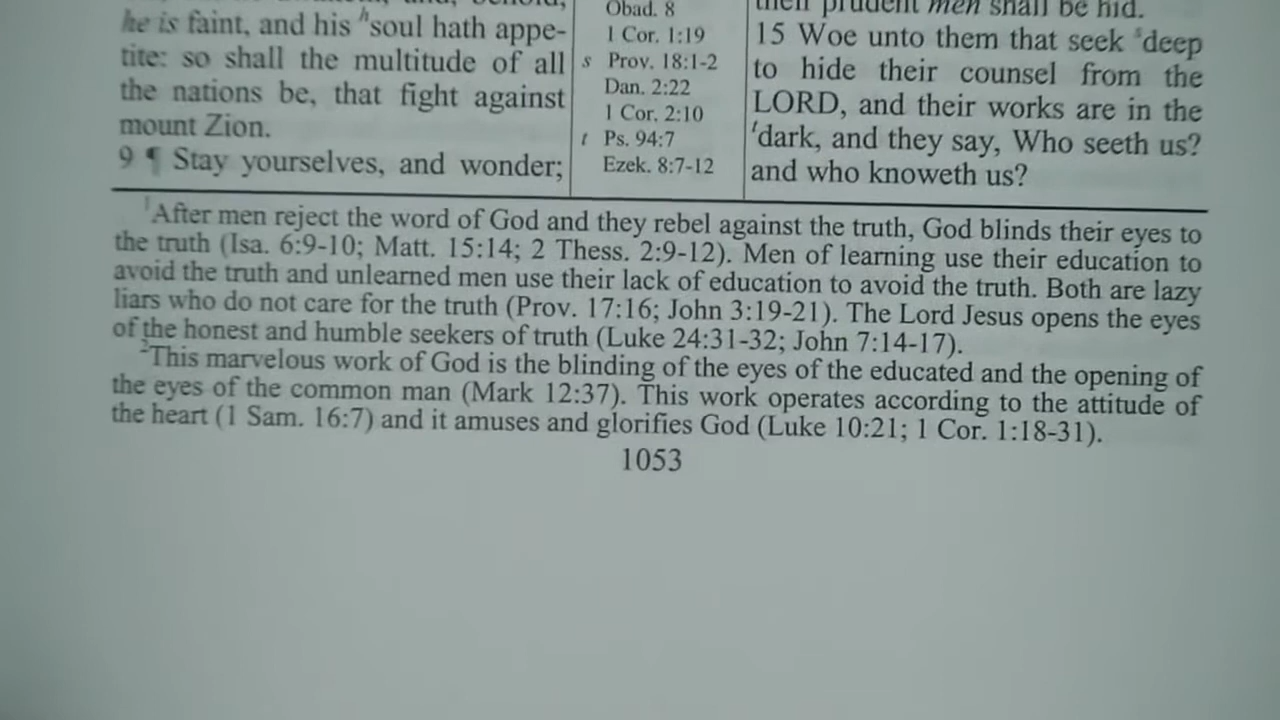 he is faint, and his hsoul hath appe-
tite: so shall the multitude of all
the nations be, that fight against
mount Zion.
9 ¶ Stay yourselves, and wonder;
Obad. 8
1 Cor. 1:19
s Prov. 18:1-2
Dan. 2:22
1 Cor. 2:10
t Ps. 94:7
Ezek. 8:7-12
their prudent men shall be hid.
15 Woe unto them that seek sdeep
to hide their counsel from the
LORD, and their works are in the
tdark, and they say, Who seeth us?
and who knoweth us?
1After men reject the word of God and they rebel against the truth, God blinds their eyes to
the truth (Isa. 6:9-10; Matt. 15:14; 2 Thess. 2:9-12). Men of learning use their education to
avoid the truth and unlearned men use their lack of education to avoid the truth. Both are lazy
liars who do not care for the truth (Prov. 17:16; John 3:19-21). The Lord Jesus opens the eyes
of the honest and humble seekers of truth (Luke 24:31-32; John 7:14-17).
2This marvelous work of God is the blinding of the eyes of the educated and the opening of
the eyes of the common man (Mark 12:37). This work operates according to the attitude of
the heart (1 Sam. 16:7) and it amuses and glorifies God (Luke 10:21; 1 Cor. 1:18-31).
1053